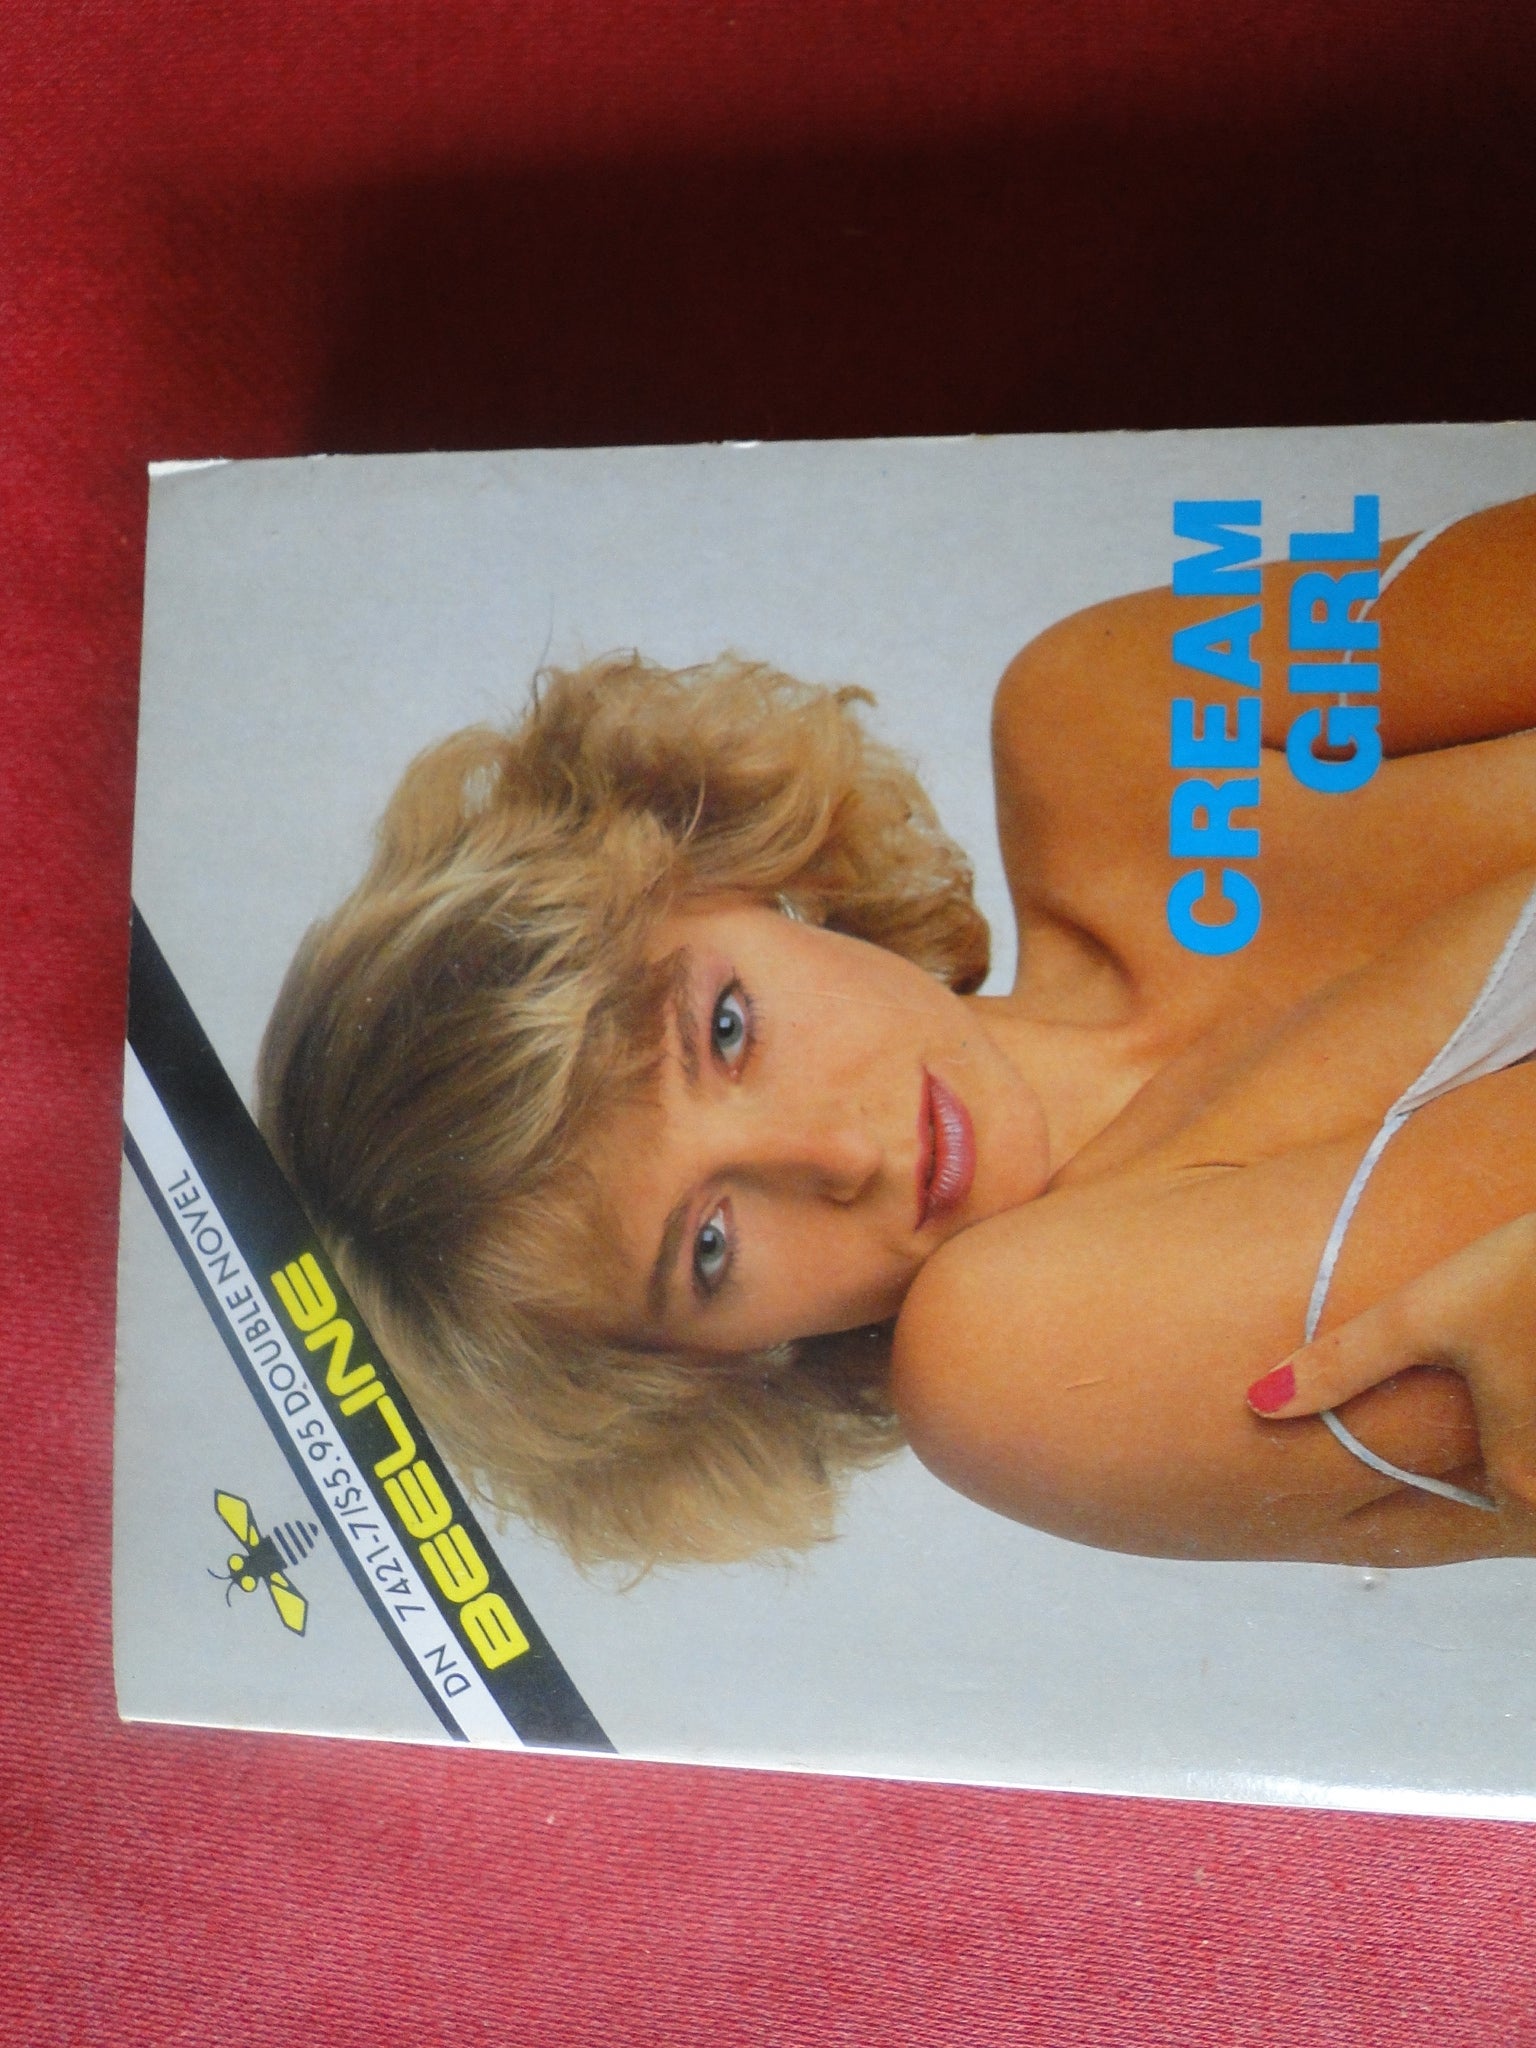 DN 7421-7/$5.95 DOUBLE NOVEL
BEELINE
CREAM
GIRL